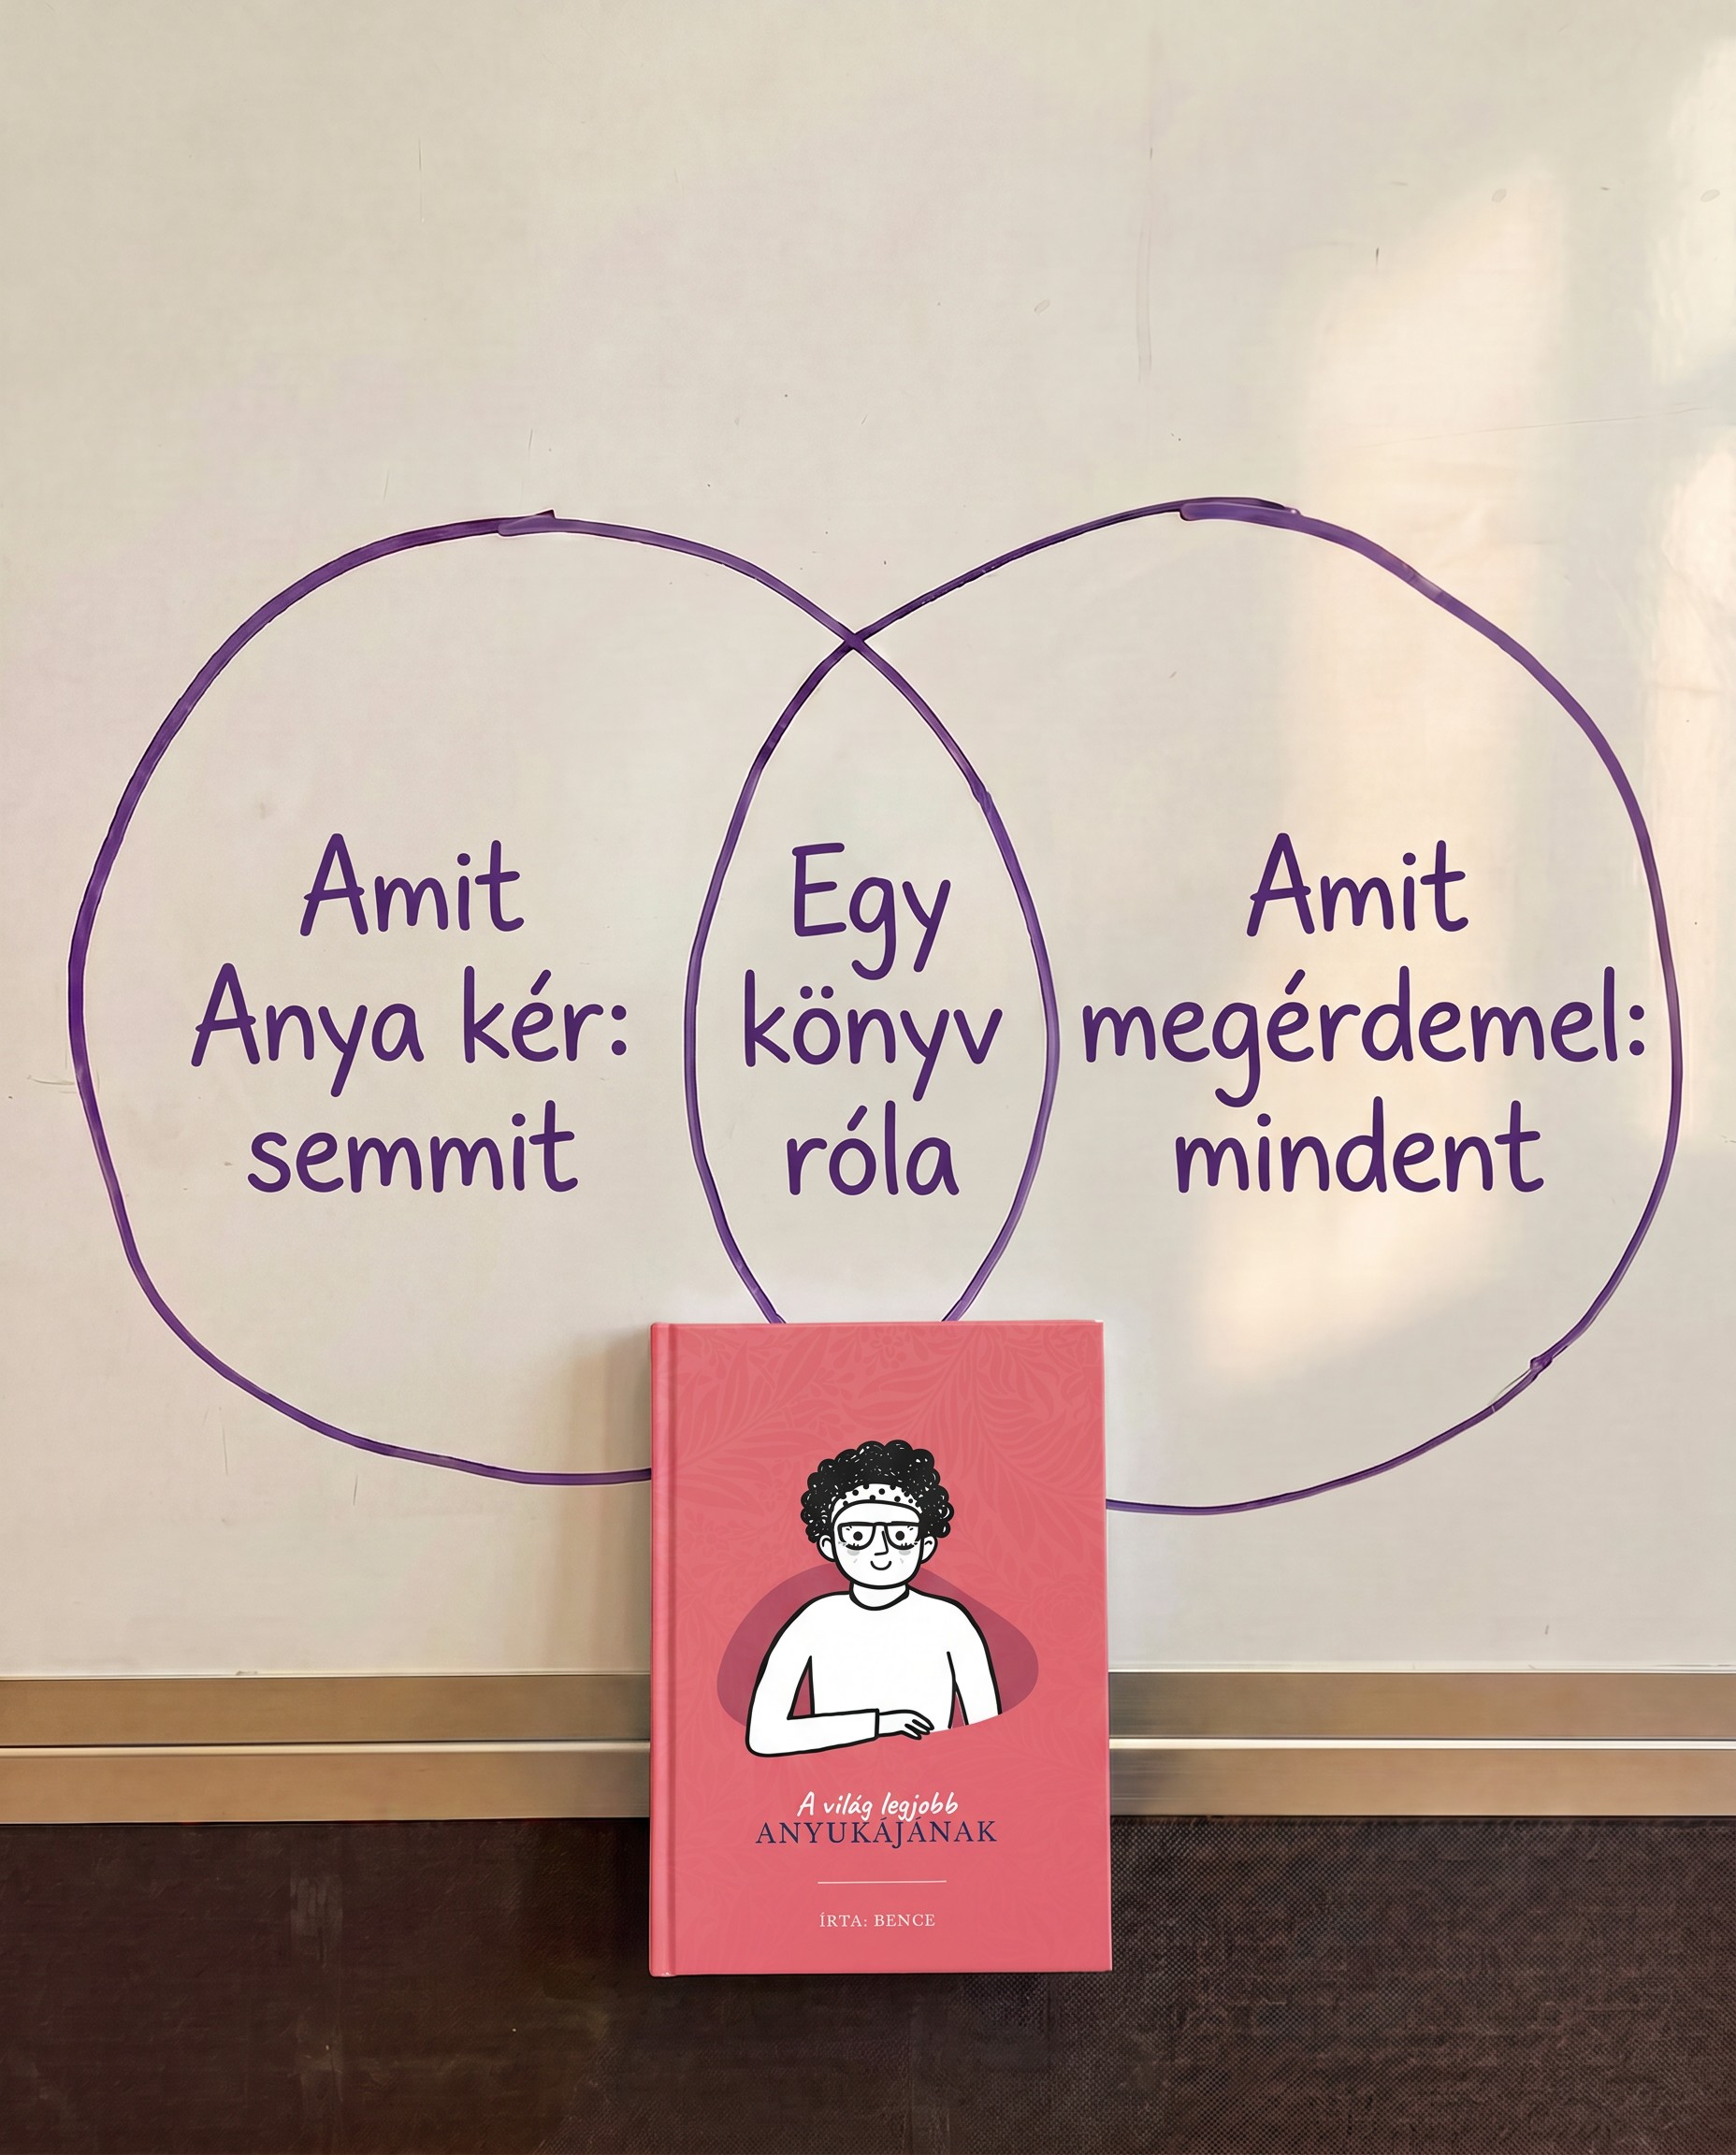 Amit
Anya kér:
semmit
Egy
könyv
róla
Amit
megérdemel:
mindent
A világ legjobb
ANYUKÁJÁNAK
ÍRTA: BENCE